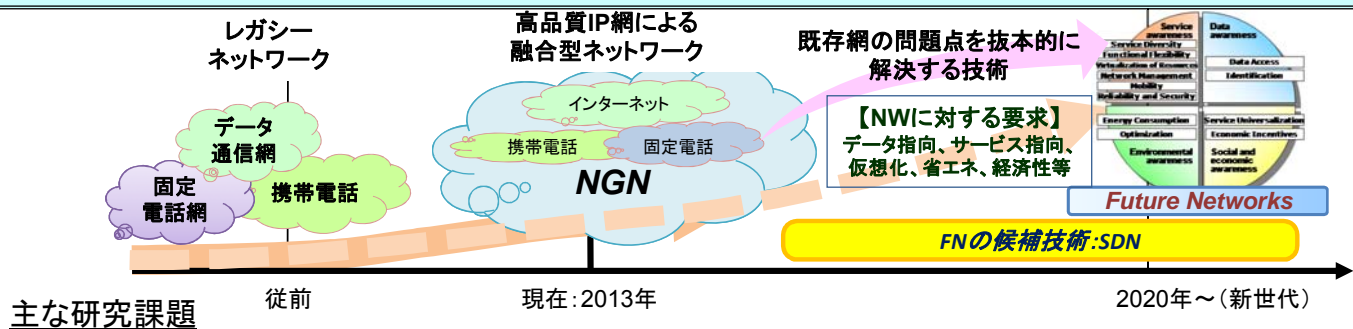 レガシー
ネットワーク
高品質IP網による
融合型ネットワーク
既存網の問題点を抜本的に
解決する技術
データ
通信網
固定
電話網
携帯電話
インターネット
携帯電話
固定電話
NGN
【NWに対する要求】
データ指向、サービス指向、
仮想化、省エネ、経済性等
Service
awareness
Service Diversity
Functional Flexibility
Virtualization of Resources
Network Management
Mobility
Reliability and Security
Data
awareness
Data Access
Identification
Energy Consumption
Optimization
Environmental
awareness
Service Universalization
Economic Incentives
Social and
economic
awareness
Future Networks
FNの候補技術:SDN
従前
現在:2013年
2020年~(新世代)
主な研究課題